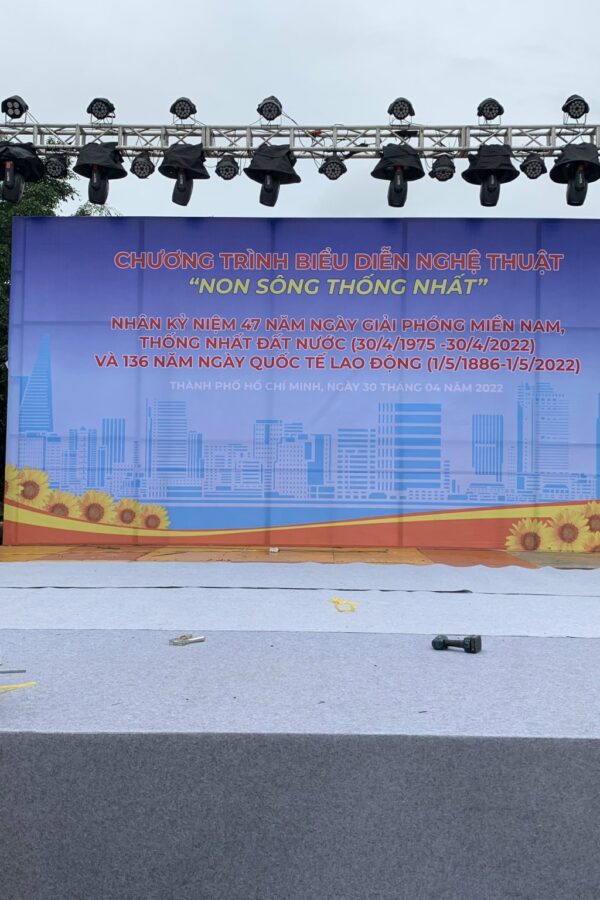 CHƯƠNG TRÌNH BIỂU DIỄN NGHỆ THUẬT
“NON SÔNG THỐNG NHẤT”
NHÂN KỶ NIỆM 47 NĂM NGÀY GIẢI PHÓNG MIỀN NAM,
THỐNG NHẤT ĐẤT NƯỚC (30/4/1975 -30/4/2022)
VÀ 136 NĂM NGÀY QUỐC TẾ LAO ĐỘNG (1/5/1886-1/5/2022)
THÀNH PHỐ HỒ CHÍ MINH, NGÀY 30 THÁNG 04 NĂM 2022